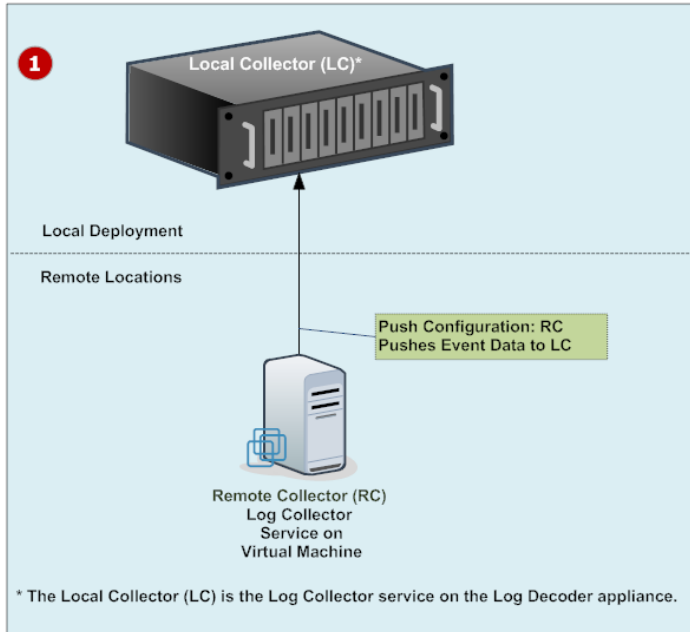 1
Local Collector (LC)*
Local Deployment
Remote Locations
Push Configuration: RC
Pushes Event Data to LC
Remote Collector (RC)
Log Collector
Service on
Virtual Machine
* The Local Collector (LC) is the Log Collector service on the Log Decoder appliance.